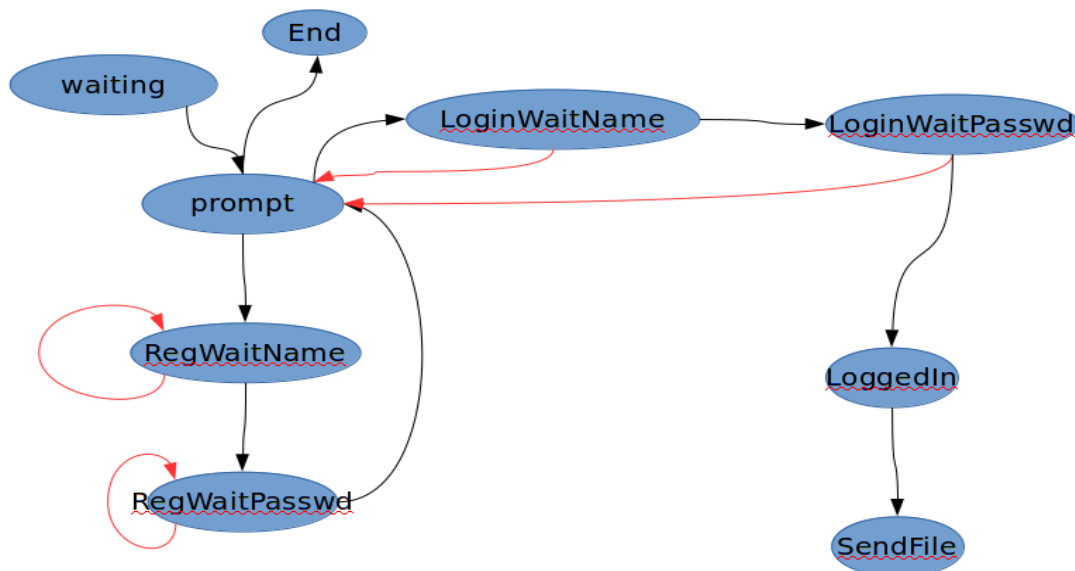 End
waiting
LoginWaitName
LoginWaitPasswd
prompt
RegWaitName
LoggedIn
RegWaitPasswd
SendFile